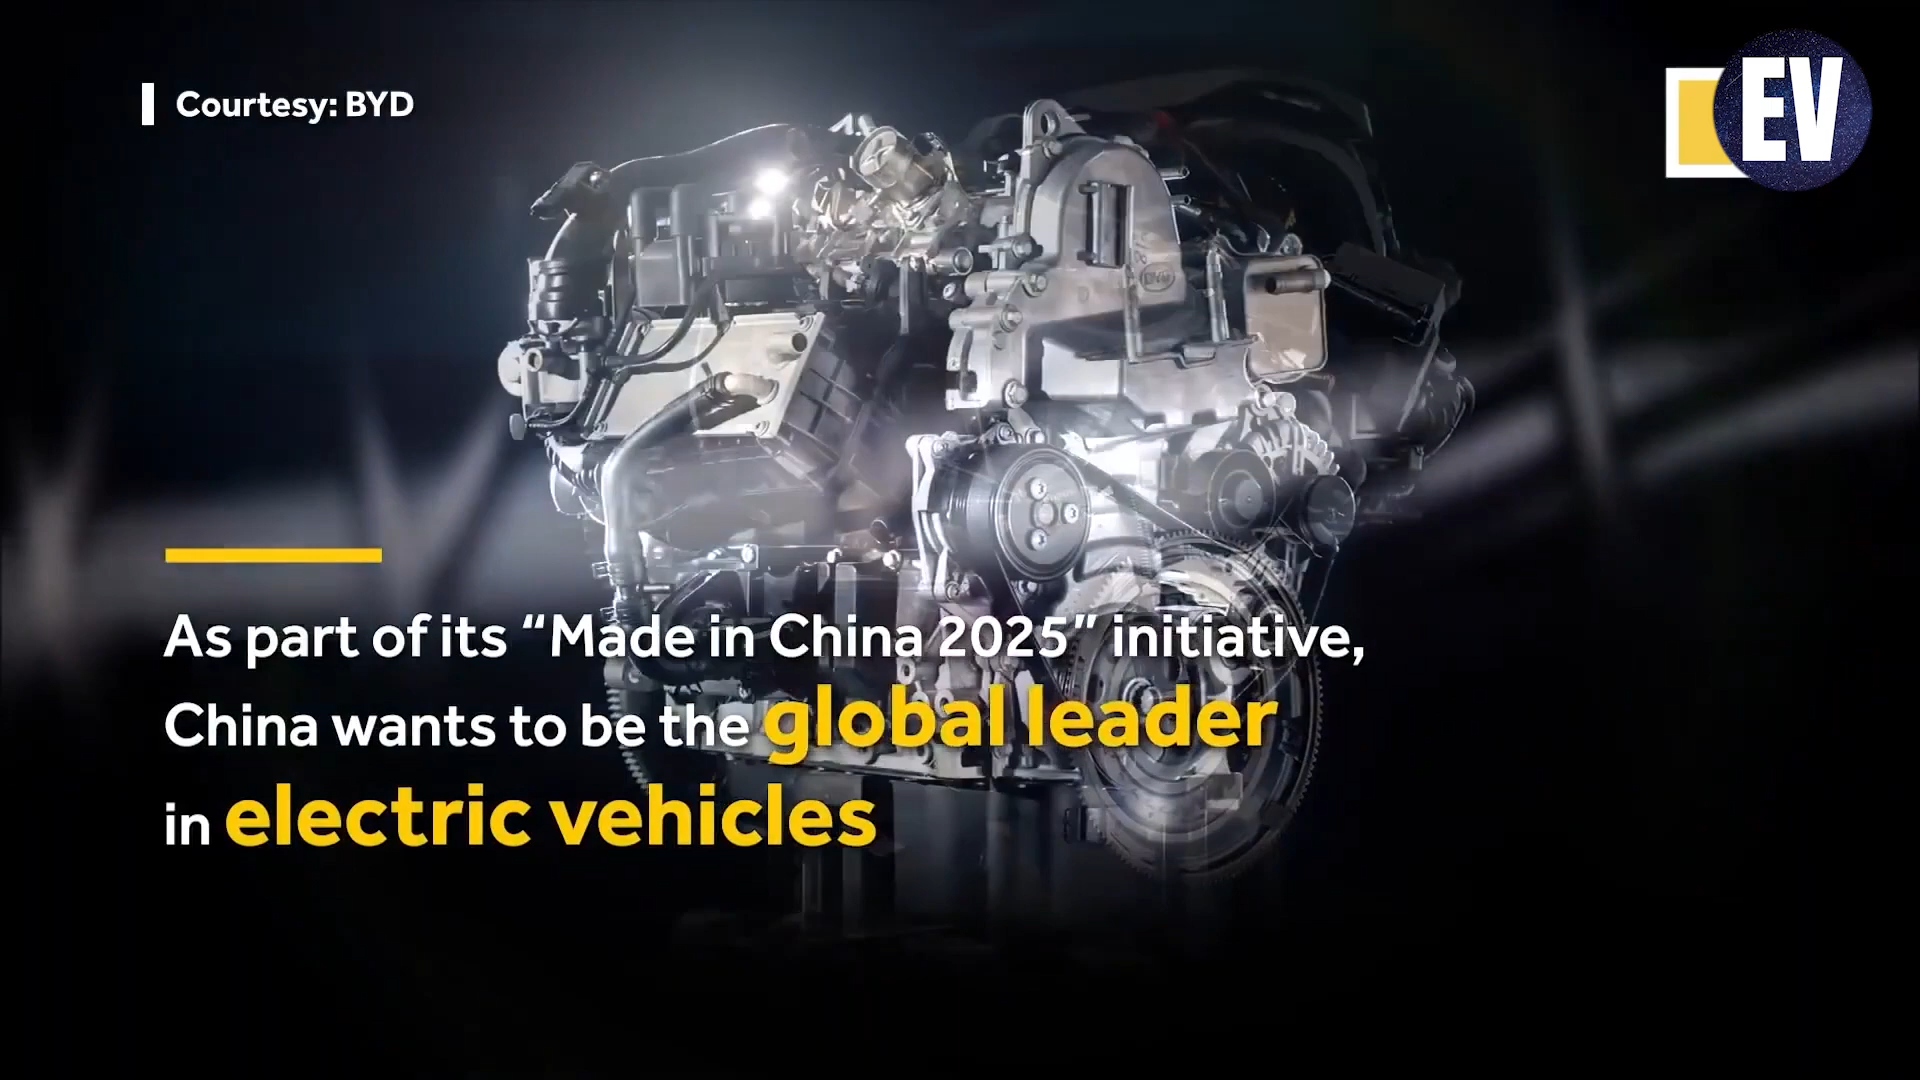 Courtesy: BYD
EV
As part of its “Made in China 2025” initiative,
China wants to be the global leader
in electric vehicles